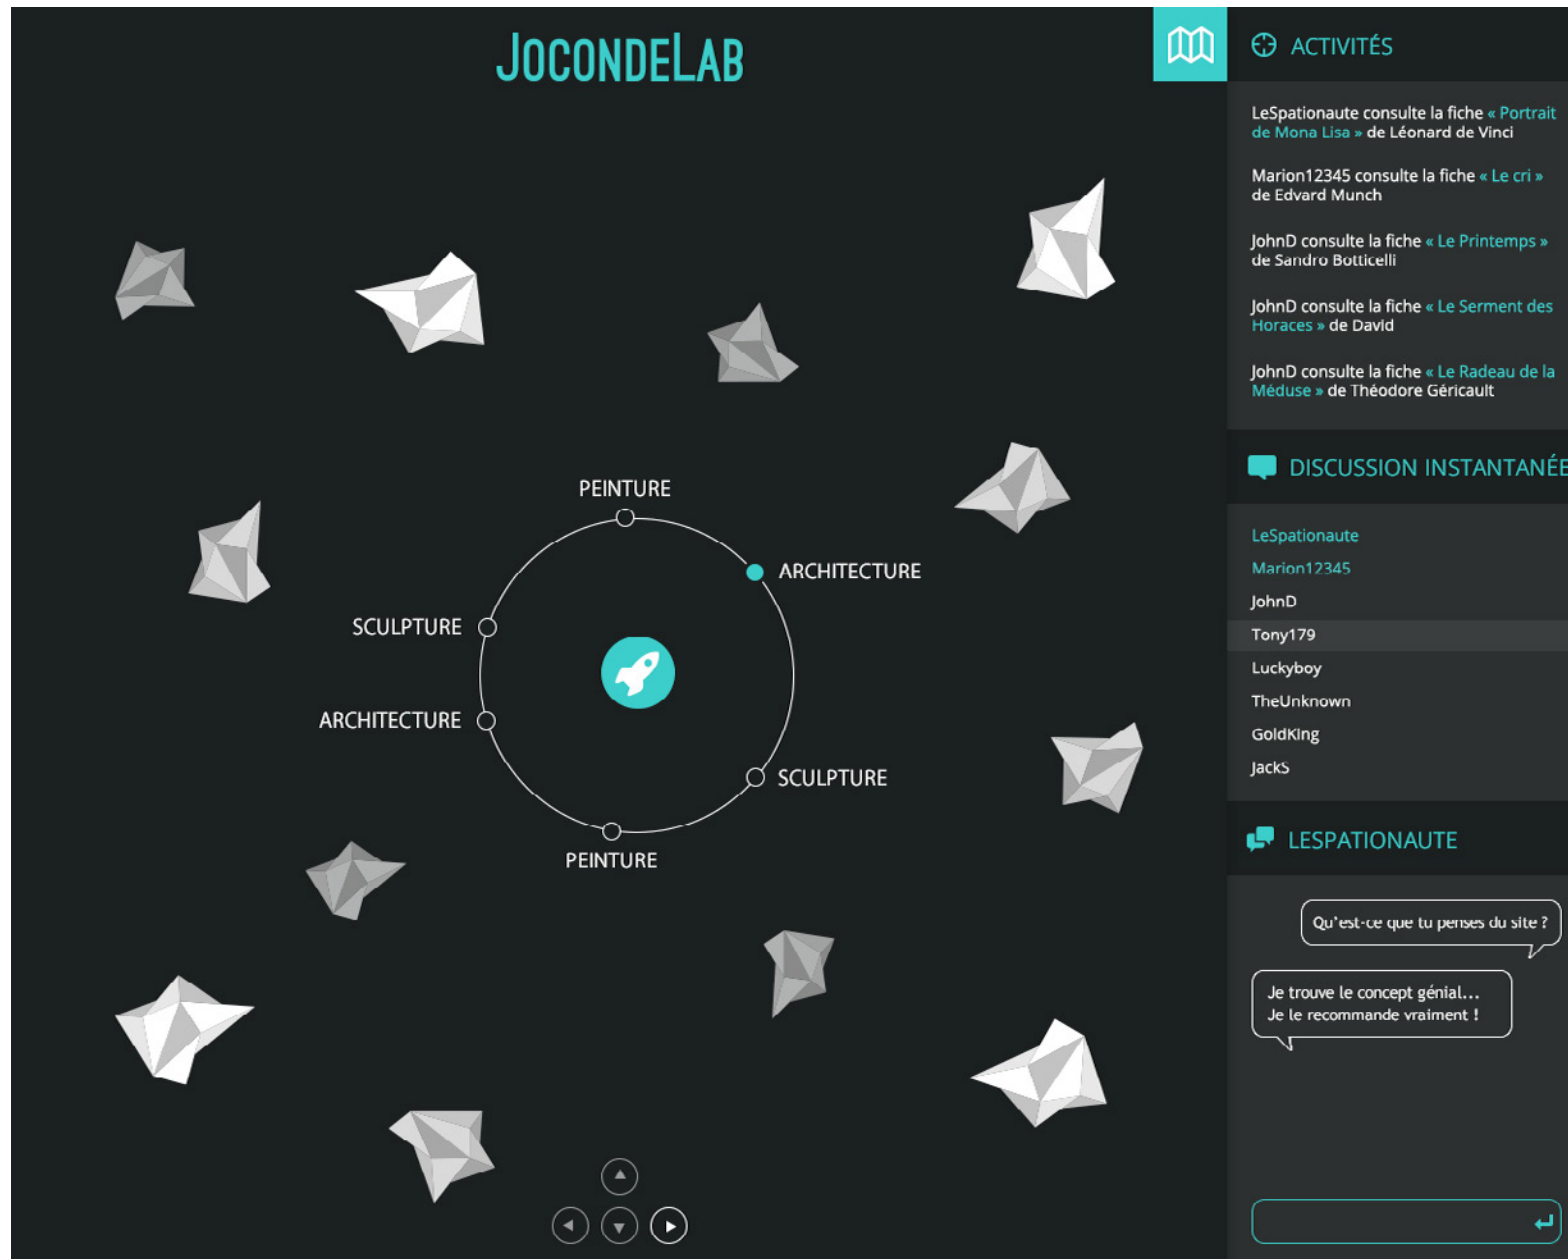 JOCONDELAB
PEINTURE
ARCHITECTURE
SCULPTURE
ARCHITECTURE
SCULPTURE
PEINTURE
ACTIVITÉS
LeSpationaute consulte la fiche « Portrait
de Mona Lisa » de Léonard de Vinci
Marion12345 consulte la fiche « Le cri »
de Edvard Munch
JohnD consulte la fiche « Le Printemps »
de Sandro Botticelli
JohnD consulte la fiche « Le Serment des
Horaces » de David
JohnD consulte la fiche « Le Radeau de la
Méduse » de Théodore Géricault
DISCUSSION INSTANTANÉE
LeSpationaute
Marion12345
JohnD
Tony179
Luckyboy
TheUnknown
GoldKing
JackS
LESPATIONAUTE
Qu'est-ce que tu penses du site ?
Je trouve le concept génial...
Je le recommande vraiment !